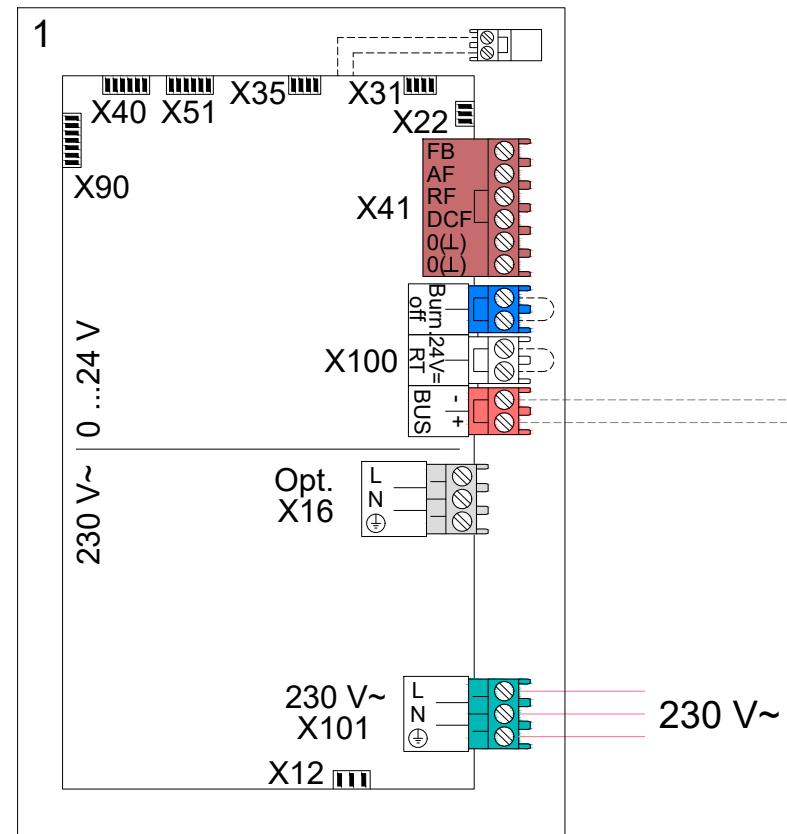 1
X40
X51
X35
X31
X22
X90
X41
FB
AF
RF
DCF
0(⊥)
0(⊥)
X100
Burn.
off
24V=
RT
BUS
- +
0 ...24 V
230 V~
Opt.
X16
L
N
230 V~
X101
L
N
230 V~
X12